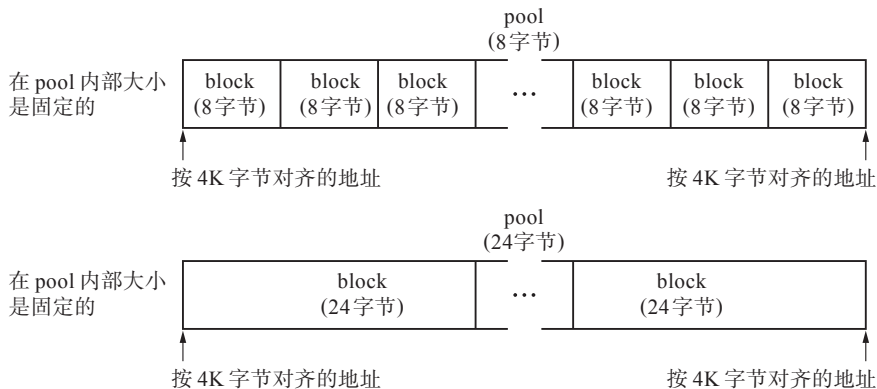 pool
(8字节)
在 pool 内部大小
是固定的
block
(8字节)
block
(8字节)
block
(8字节)
…
block
(8字节)
block
(8字节)
block
(8字节)
按 4K 字节对齐的地址
按 4K 字节对齐的地址
pool
(24字节)
在 pool 内部大小
是固定的
block
(24字节)
…
block
(24字节)
按 4K 字节对齐的地址
按 4K 字节对齐的地址